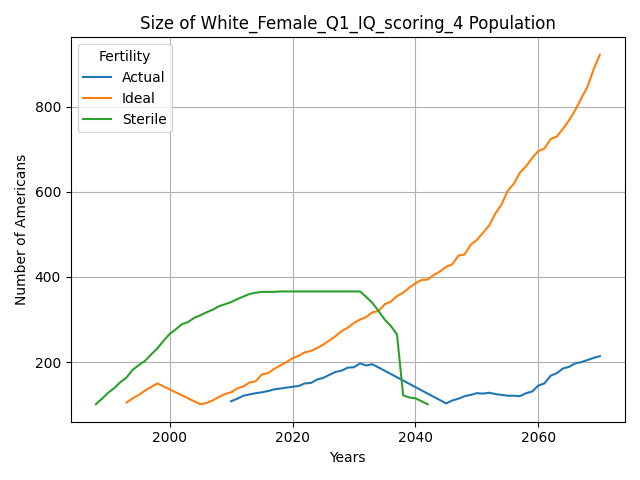 Size of White_Female_Q1_IQ_scoring_4 Population
Fertility
Actual
Ideal
Sterile
Number of Americans
800
600
400
200
2000
2020
2040
2060
Years